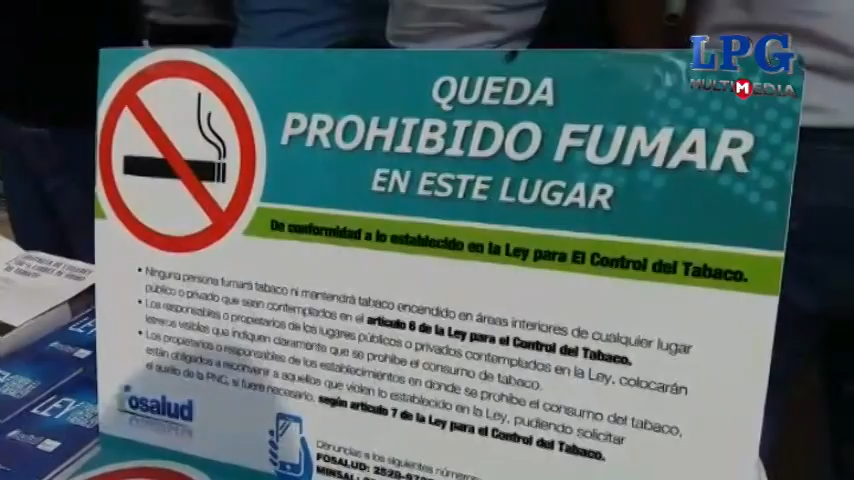 LPG
MULTIMEDIA
QUEDA
PROHIBIDO FUMAR
EN ESTE LUGAR
De conformidad a lo establecido en la Ley para El Control del Tabaco.
• Ninguna persona fumará tabaco ni mantendrá tabaco encendido en áreas interiores de cualquier lugar
público o privado que sean contemplados en el artículo 6 de la Ley para el Control del Tabaco.
• Los responsables o propietarios de los lugares públicos o privados contemplados en la Ley, colocarán
letreros visibles que indiquen claramente que se prohíbe el consumo de tabaco.
• Los propietarios o responsables de los establecimientos en donde se prohíbe el consumo del tabaco,
están obligados a reconvenir a aquellos que violen lo establecido en la Ley, pudiendo solicitar
el auxilio de la PNC, si fuere necesario, según artículo 7 de la Ley para el Control del Tabaco.
fosalud
Denuncias a los siguientes números
FOSALUD:
MINSAL:
LEY
LEY